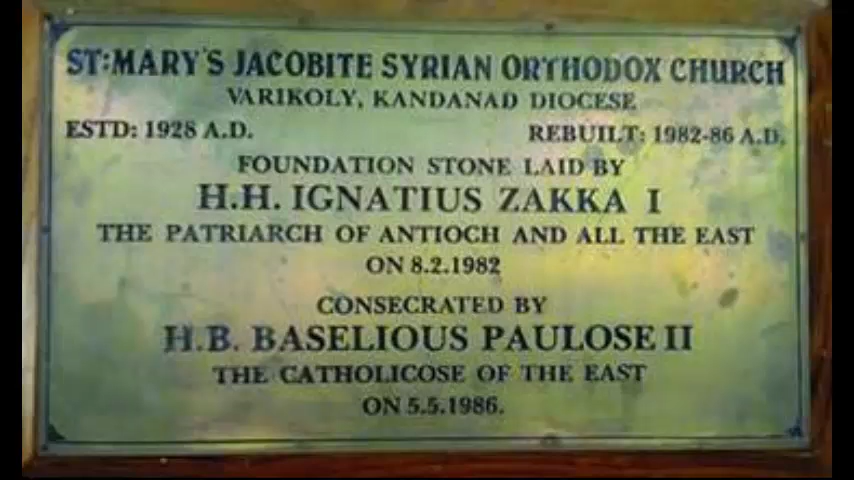 ST:MARY'S JACOBITE SYRIAN ORTHODOX CHURCH
VARIKOLY, KANDANAD DIOCESE
ESTD: 1928 A.D. REBUILT: 1982-86 A.D.
FOUNDATION STONE LAID BY
H.H. IGNATIUS ZAKKA I
THE PATRIARCH OF ANTIOCH AND ALL THE EAST
ON 8.2.1982
CONSECRATED BY
H.B. BASELIOUS PAULOSE II
THE CATHOLICOSE OF THE EAST
ON 5.5.1986.